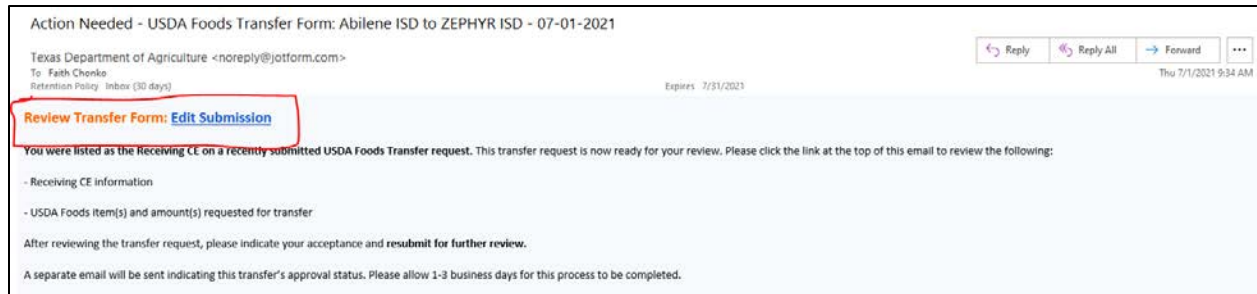 Action Needed - USDA Foods Transfer Form: Abilene ISD to ZEPHYR ISD - 07-01-2021
Texas Department of Agriculture <noreply@jotform.com>
Reply Reply All Forward ...
To Faith Chonko
Thu 7/1/2021 9:34 AM
Retention Policy Inbox (30 days) Expires 7/31/2021
Review Transfer Form: Edit Submission
You were listed as the Receiving CE on a recently submitted USDA Foods Transfer request. This transfer request is now ready for your review. Please click the link at the top of this email to review the following:
- Receiving CE information
- USDA Foods item(s) and amount(s) requested for transfer
After reviewing the transfer request, please indicate your acceptance and resubmit for further review.
A separate email will be sent indicating this transfer's approval status. Please allow 1-3 business days for this process to be completed.